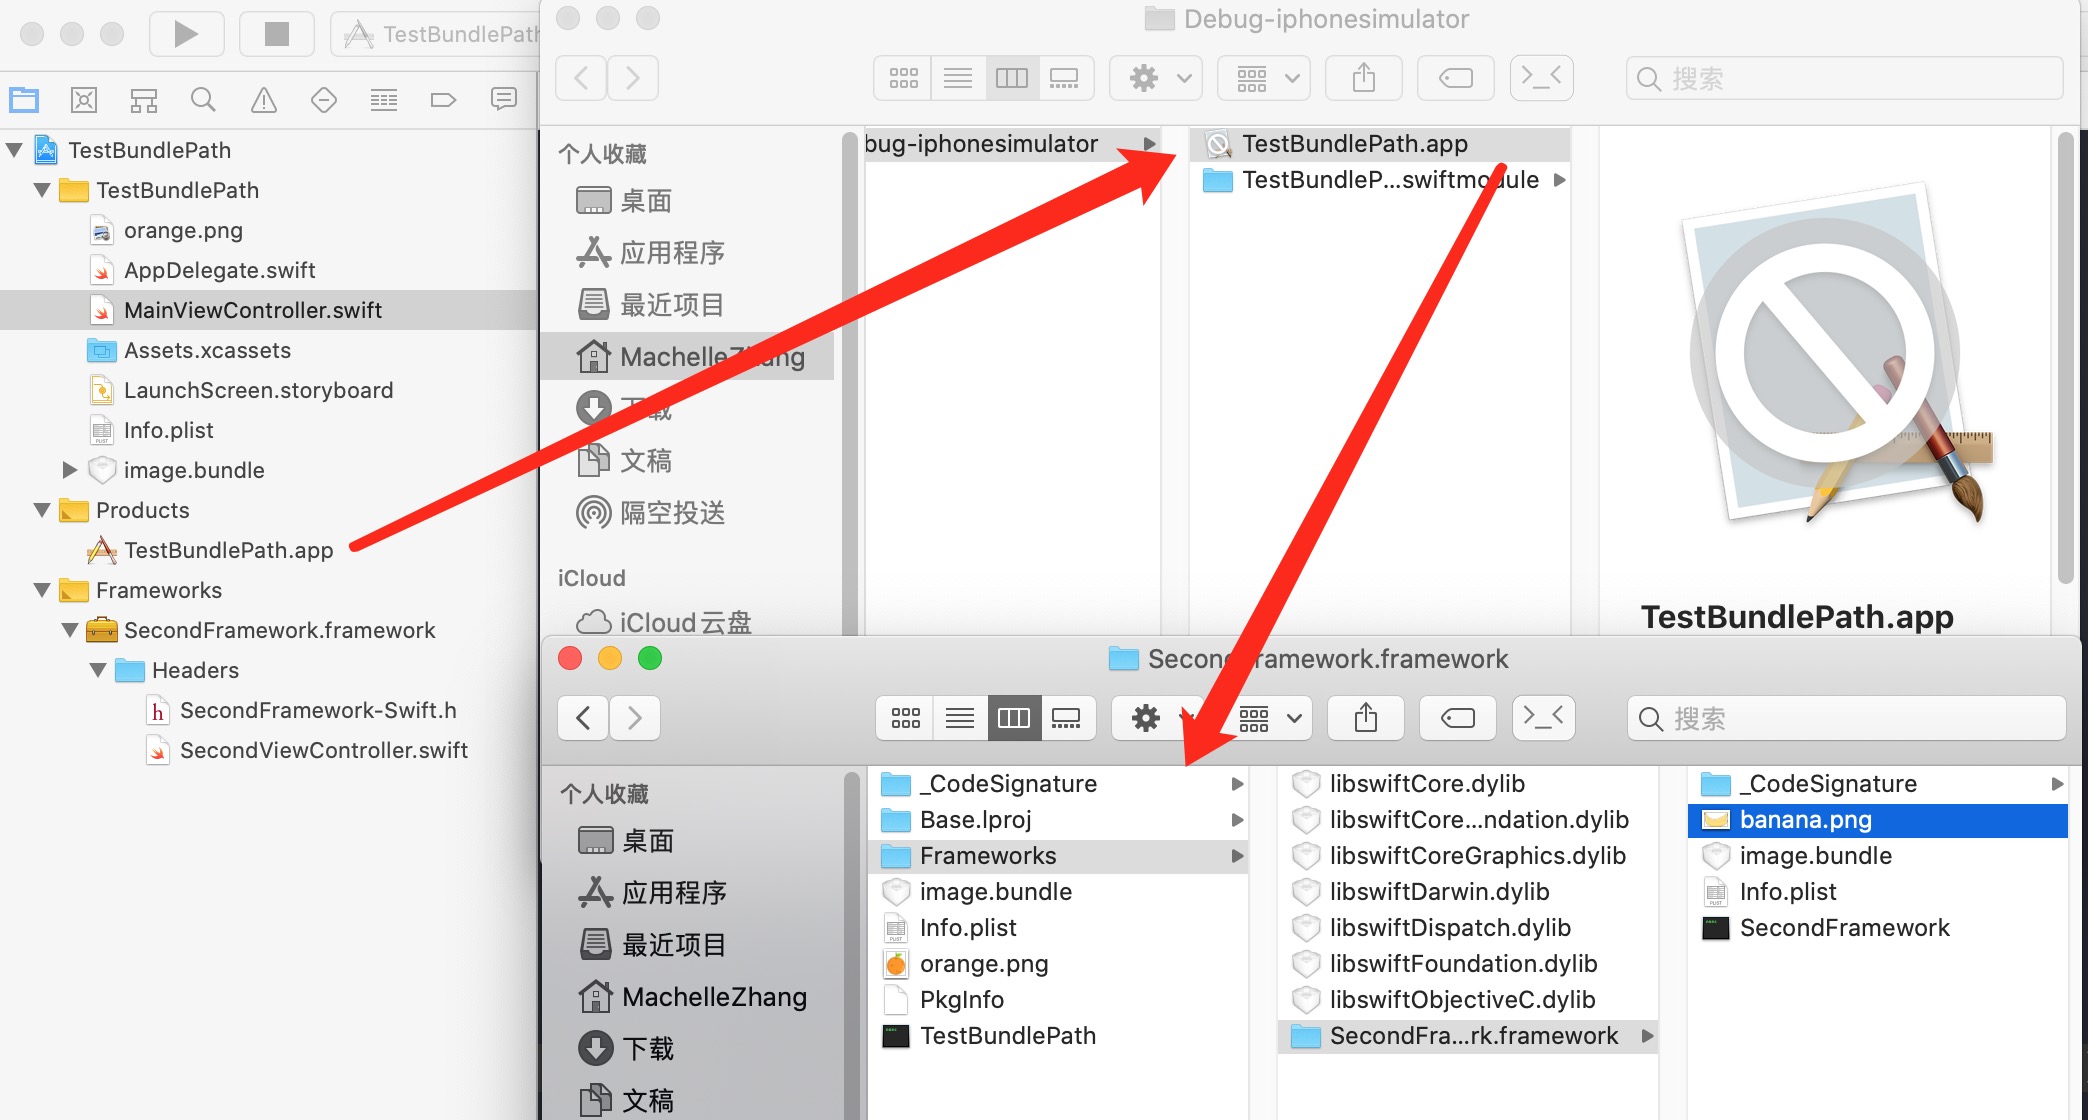 TestBundlePath
TestBundlePath
TestBundlePath
orange.png
AppDelegate.swift
MainViewController.swift
Assets.xcassets
LaunchScreen.storyboard
Info.plist
image.bundle
Products
TestBundlePath.app
Frameworks
SecondFramework.framework
Headers
h SecondFramework-Swift.h
SecondViewController.swift
Debug-iphonesimulator
搜索
个人收藏
桌面
应用程序
最近项目
MachelleZhang
下载
文稿
隔空投送
iCloud
iCloud云盘
bug-iphonesimulator
TestBundlePath.app
TestBundleP...swiftmodule
TestBundlePath.app
SecondFramework.framework
搜索
个人收藏
桌面
应用程序
最近项目
MachelleZhang
下载
文稿
_CodeSignature
Base.lproj
Frameworks
image.bundle
Info.plist
orange.png
PkgInfo
TestBundlePath
libswiftCore.dylib
libswiftCore...ndation.dylib
libswiftCoreGraphics.dylib
libswiftDarwin.dylib
libswiftDispatch.dylib
libswiftFoundation.dylib
libswiftObjectiveC.dylib
SecondFra...rk.framework
_CodeSignature
banana.png
image.bundle
Info.plist
SecondFramework